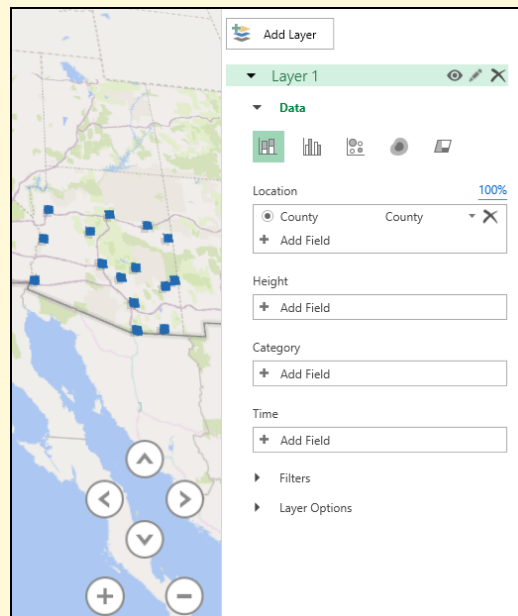 Add Layer
Layer 1
Data
Location 100%
County County
Add Field
Height
Add Field
Category
Add Field
Time
Add Field
Filters
Layer Options